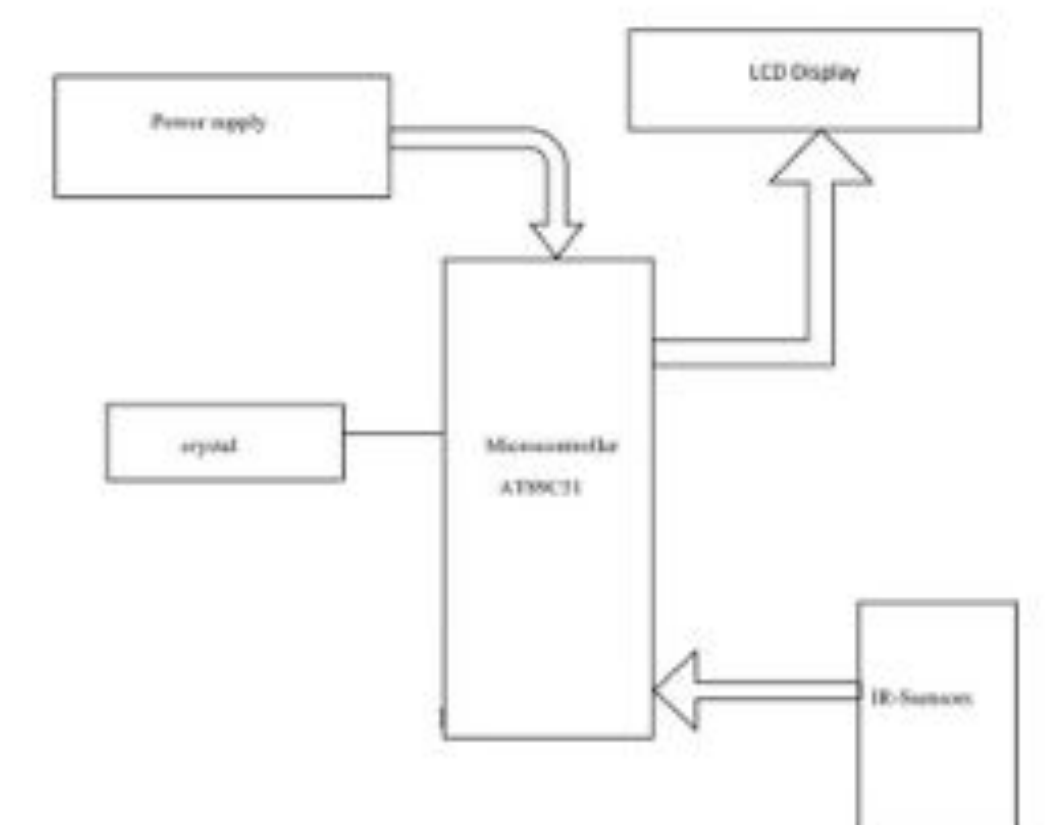 LCD Display
Power supply
crystal
Microcontroller
AT89C51
IR-Sensors